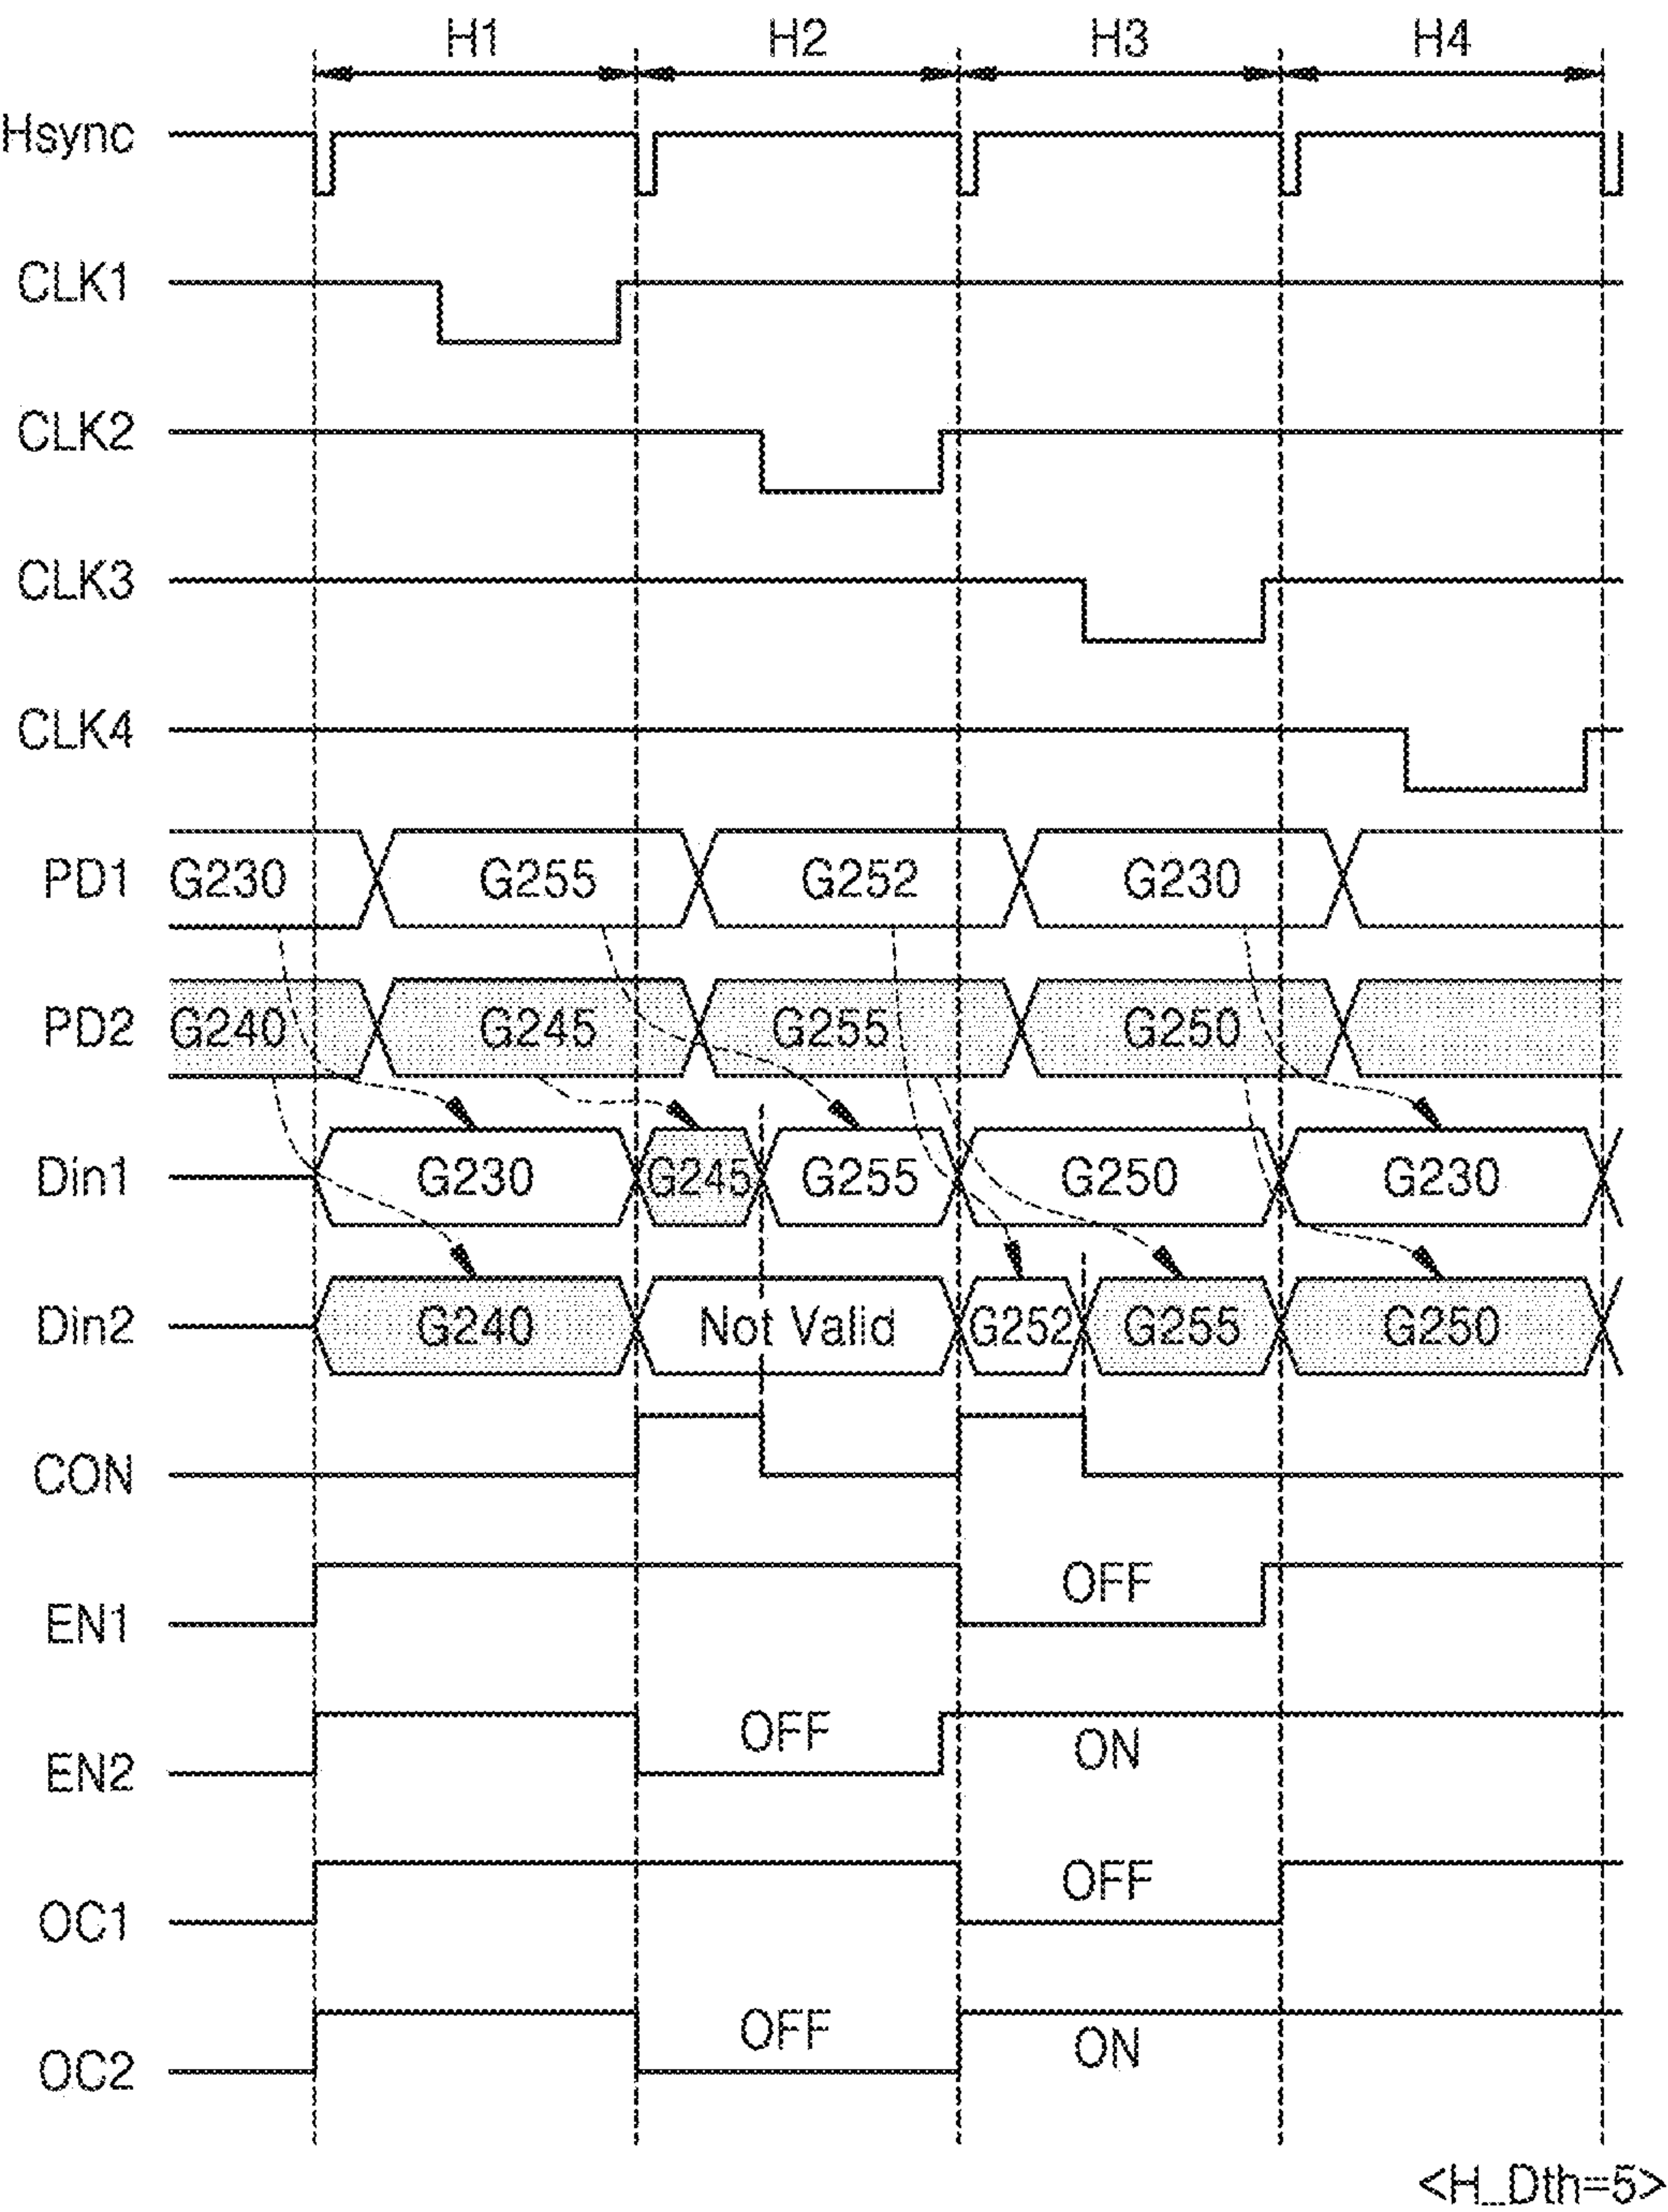 H1 H2 H3 H4
Hsync
CLK1
CLK2
CLK3
CLK4
PD1 G230 G255 G252 G230
PD2 G240 G245 G255 G250
Din1 G230 G245 G255 G250 G230
Din2 G240 Not Valid G252 G255 G250
CON
EN1 OFF
EN2 OFF ON
OC1 OFF
OC2 OFF ON
<H_Dth=5>